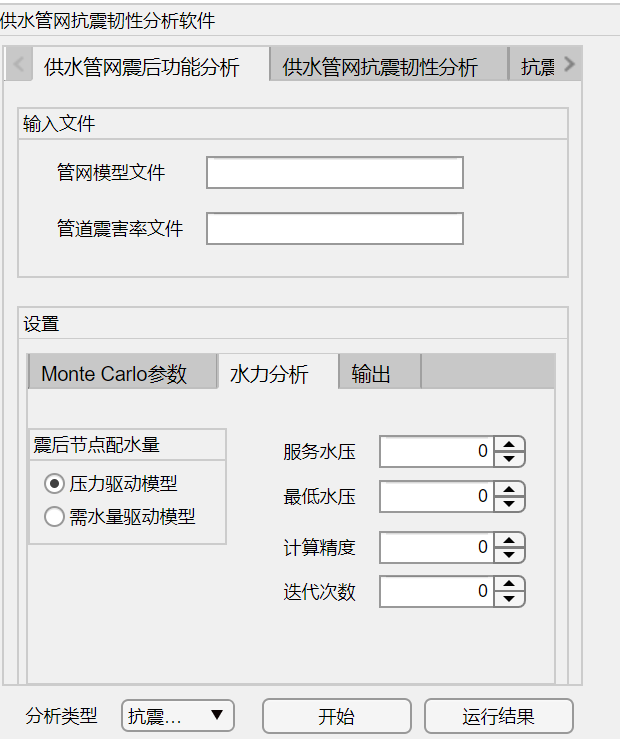 供水管网抗震韧性分析软件
供水管网震后功能分析 供水管网抗震韧性分析 抗震
输入文件
管网模型文件
管道震害率文件
设置
Monte Carlo参数 水力分析 输出
震后节点配水量
压力驱动模型
需水量驱动模型
服务水压 0
最低水压 0
计算精度 0
迭代次数 0
分析类型 抗震... 开始 运行结果